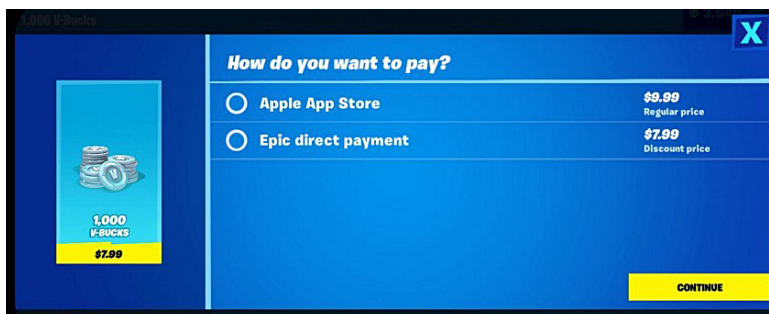 1,000 V-Bucks
X
How do you want to pay?
Apple App Store
$9.99
Regular price
Epic direct payment
$7.99
Discount price
1,000
V-BUCKS
$7.99
CONTINUE